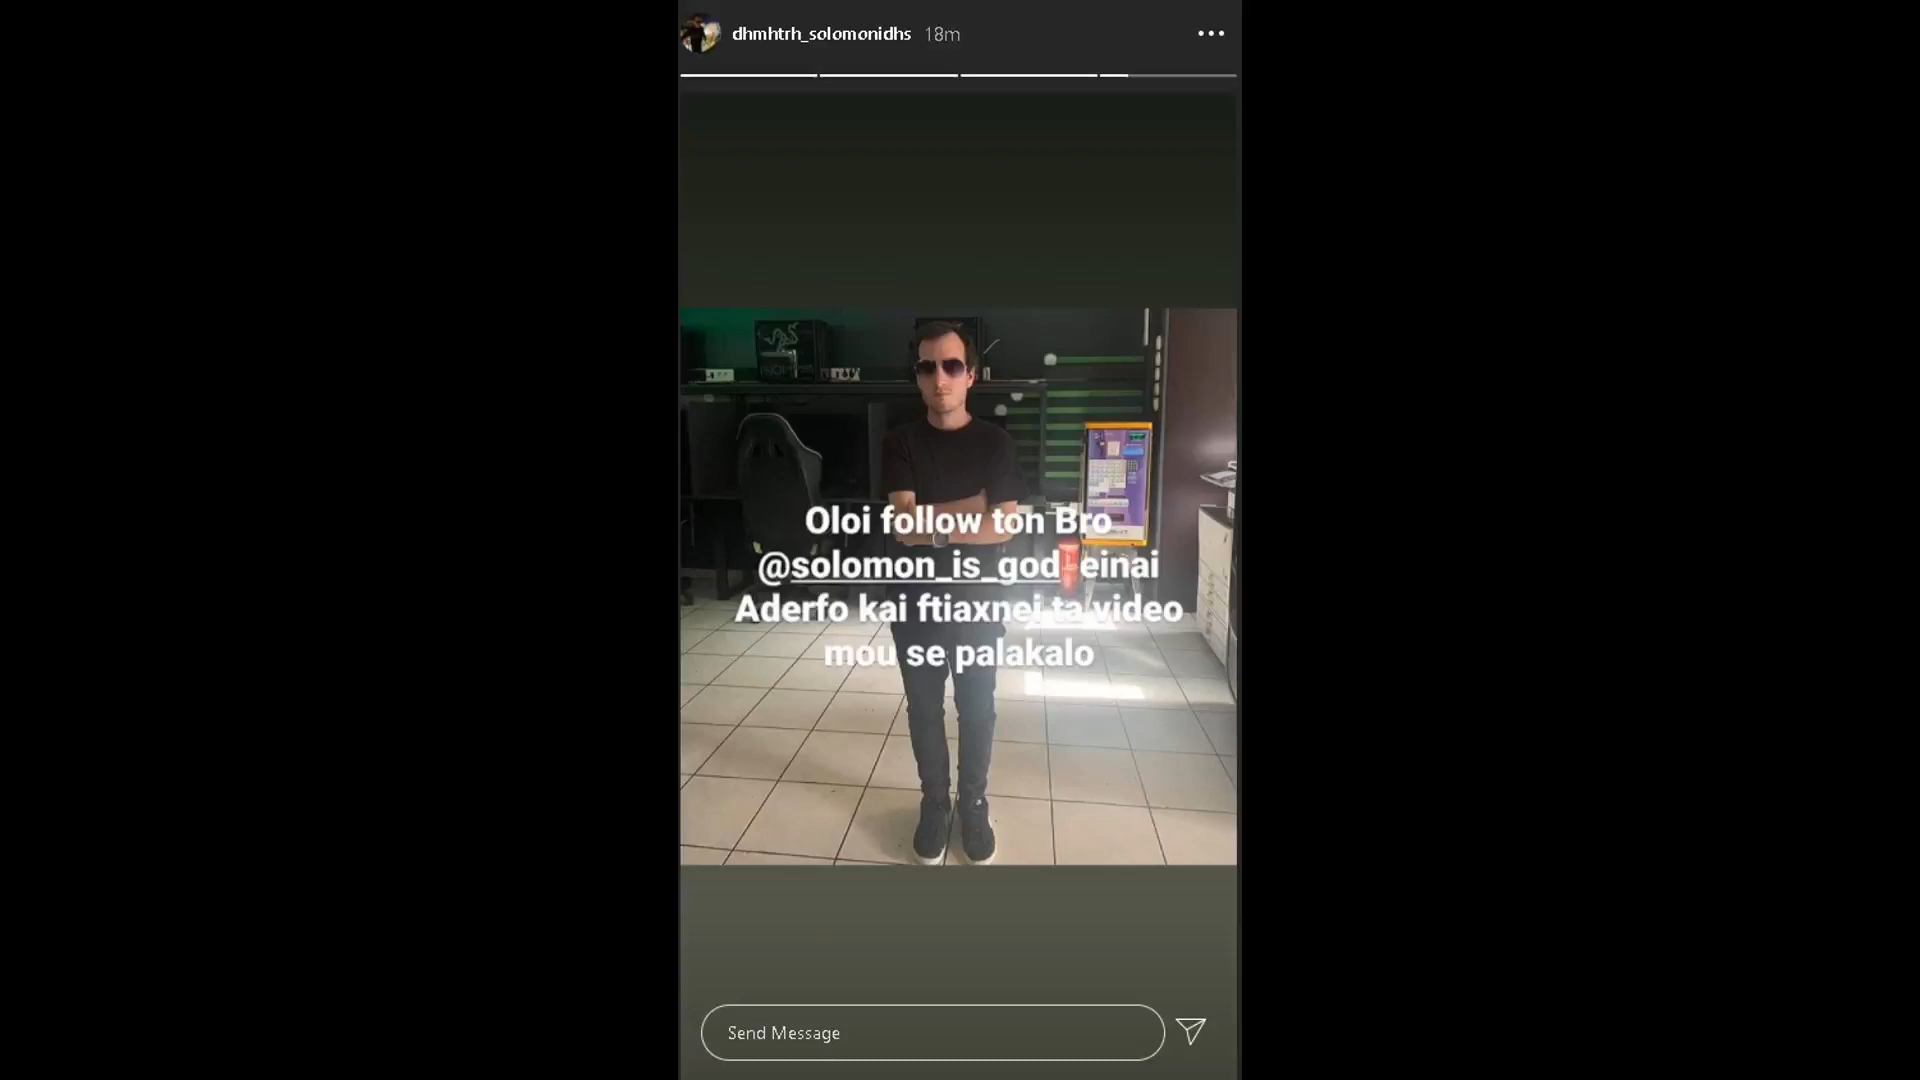 dhmhtrh_solomonidhs 18m
Oloi follow ton Bro
@solomon_is_god einai
Aderfo kai ftiaxnei ta video
mou se palakalo
Send Message